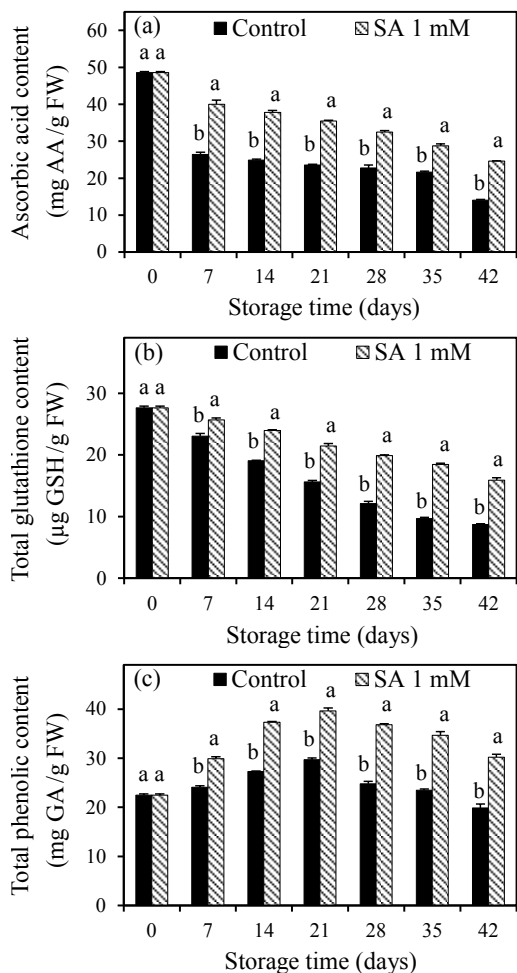 (a) Control SA 1 mM
Ascorbic acid content
(mg AA/g FW)
60
50
40
30
20
10
0
a a
b a
b a
b a
b a
b a
b a
0 7 14 21 28 35 42
Storage time (days)
(b) Control SA 1 mM
Total glutathione content
(µg GSH/g FW)
30
20
10
0
a a
b a
b a
b a
b a
b a
b a
0 7 14 21 28 35 42
Storage time (days)
(c) Control SA 1 mM
Total phenolic content
(mg GA/g FW)
40
30
20
10
0
a a
b a
b a
b a
b a
b a
b a
0 7 14 21 28 35 42
Storage time (days)